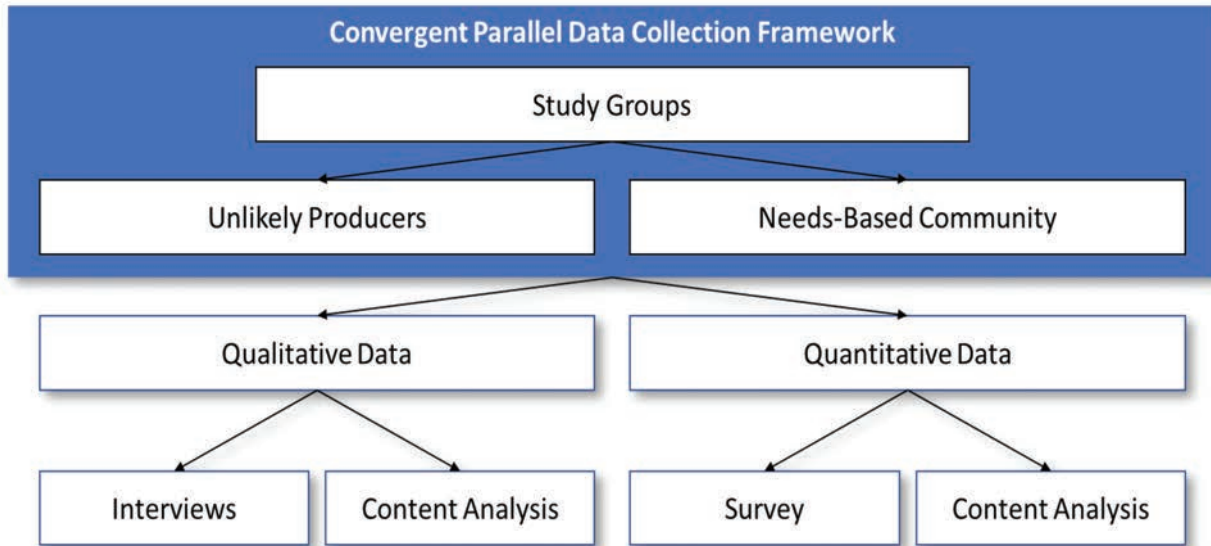 Convergent Parallel Data Collection Framework
Study Groups
Unlikely Producers
Needs-Based Community
Qualitative Data
Quantitative Data
Interviews
Content Analysis
Survey
Content Analysis